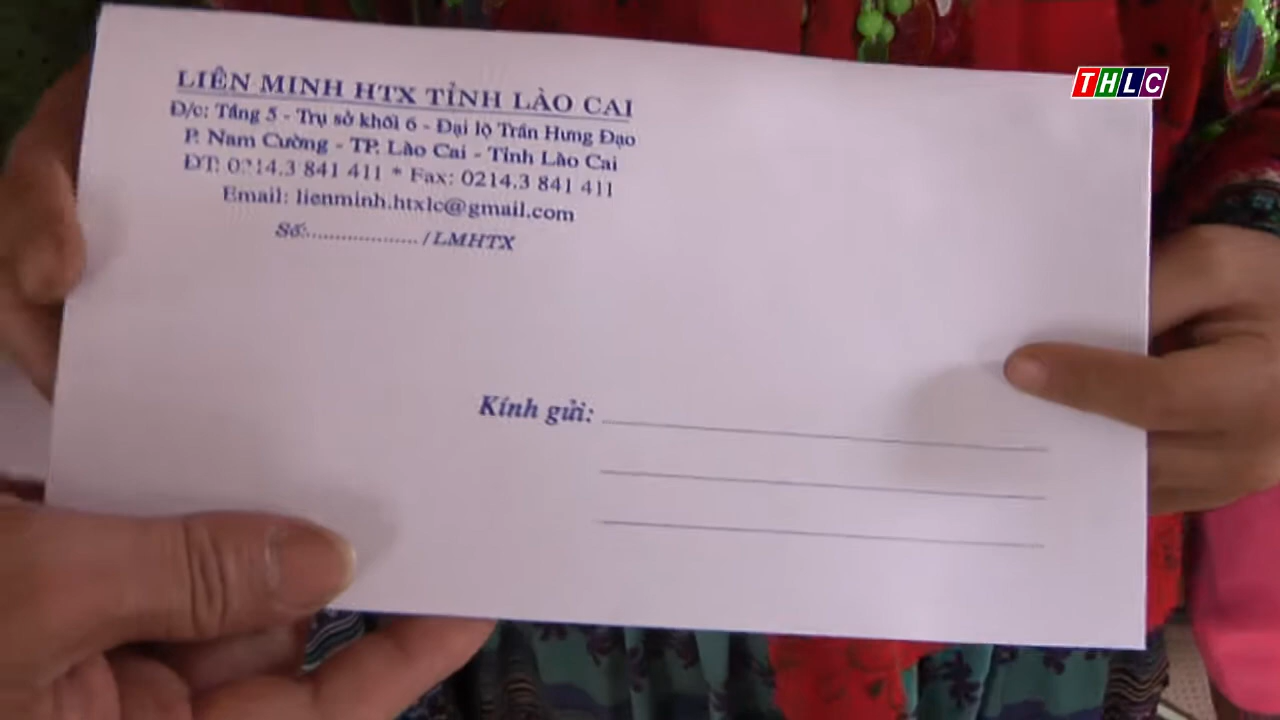 THLC
LIÊN MINH HTX TỈNH LÀO CAI
Đ/c: Tầng 5 - Trụ sở khối 6 - Đại lộ Trần Hưng Đạo
P. Nam Cường - TP. Lào Cai - Tỉnh Lào Cai
ĐT: 0214.3 841 411 * Fax: 0214.3 841 411
Email: lienminh.htxlc@gmail.com
Số:................... /LMHTX
Kính gửi: